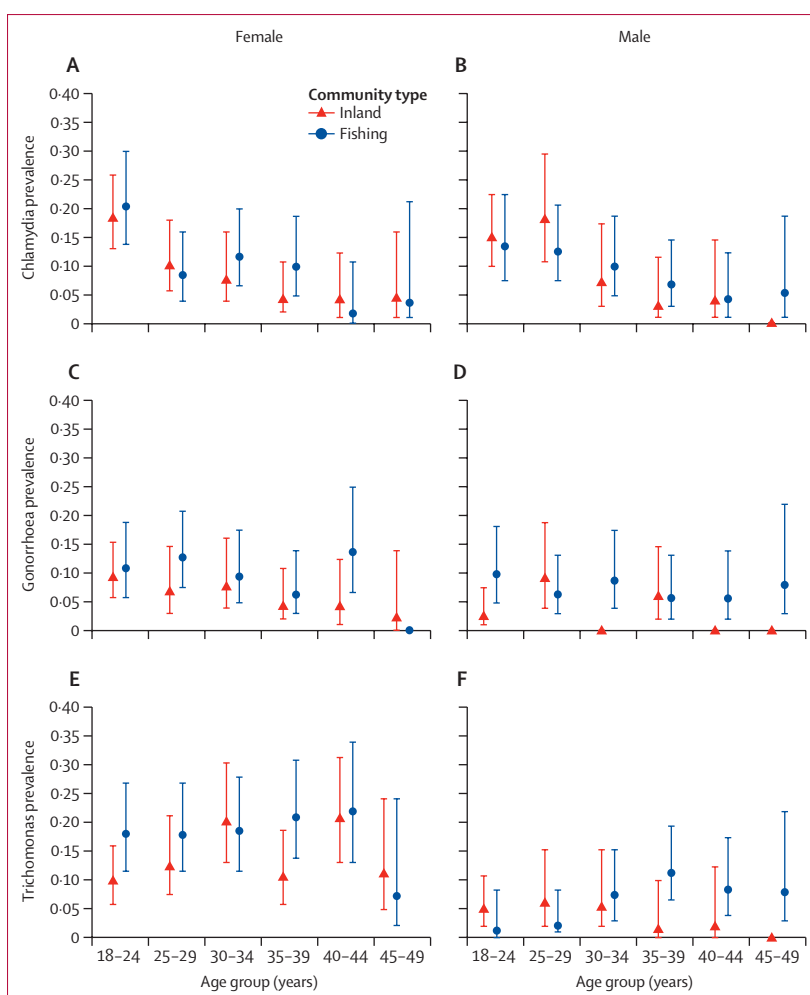 Female
Male
A
B
Community type
Inland
Fishing
Chlamydia prevalence
0·40
0·35
0·30
0·25
0·20
0·15
0·10
0·05
0
C
D
Gonorrhoea prevalence
0·40
0·35
0·30
0·25
0·20
0·15
0·10
0·05
0
E
F
Trichomonas prevalence
0·40
0·35
0·30
0·25
0·20
0·15
0·10
0·05
0
18–24 25–29 30–34 35–39 40–44 45–49
Age group (years)
18–24 25–29 30–34 35–39 40–44 45–49
Age group (years)